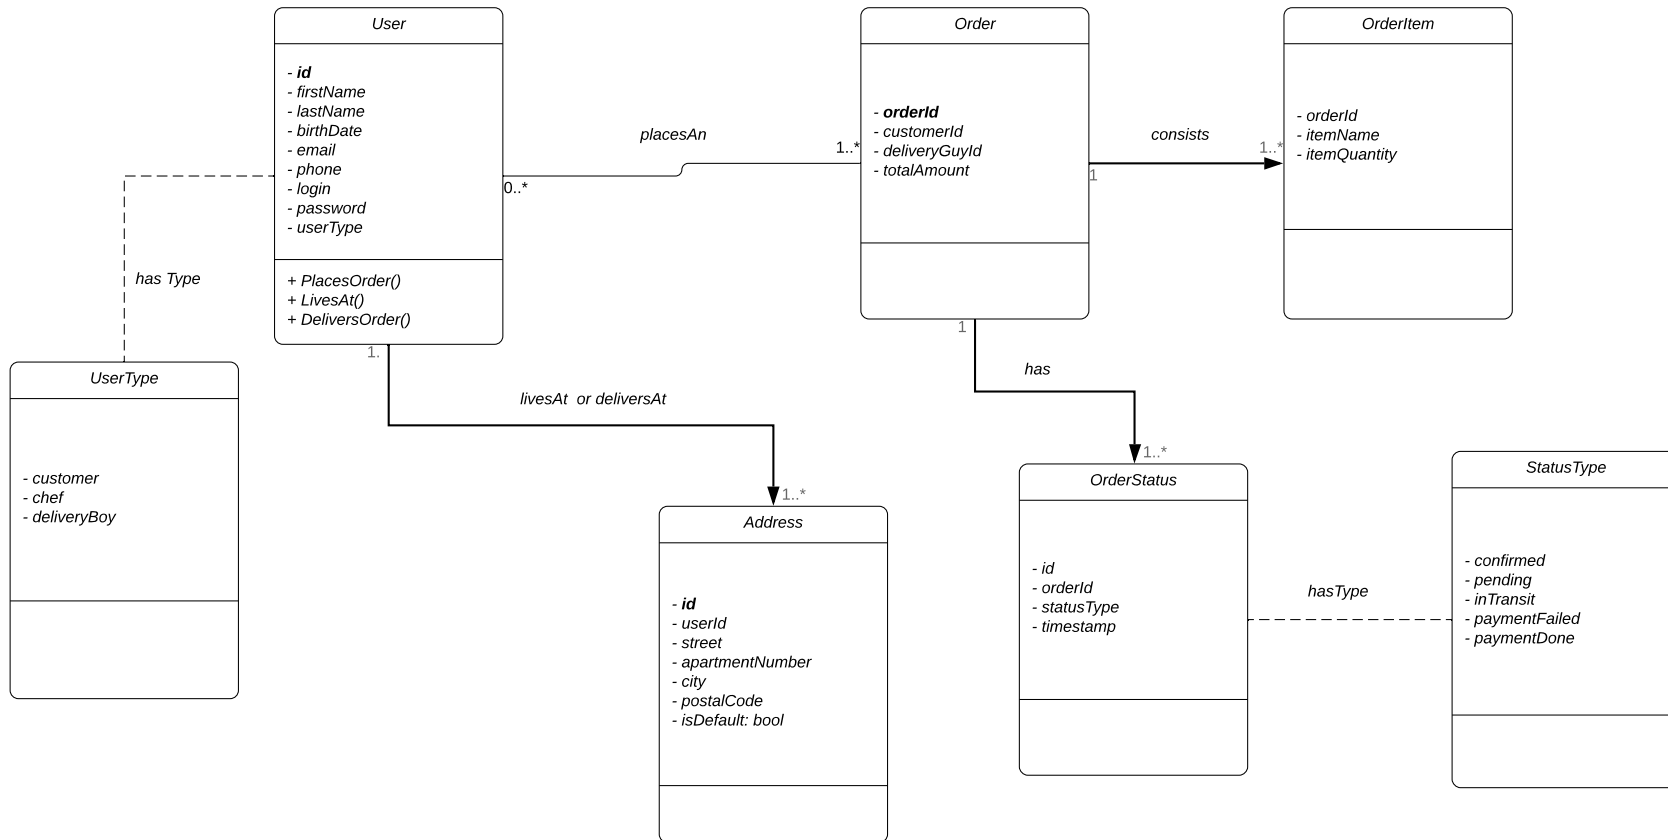 User
- id
- firstName
- lastName
- birthDate
- email
- phone
- login
- password
- userType
+ PlacesOrder()
+ LivesAt()
+ DeliversOrder()
placesAn
0..*
1..*
Order
- orderId
- customerId
- deliveryGuyId
- totalAmount
consists
1
1..*
OrderItem
- orderId
- itemName
- itemQuantity
has Type
UserType
- customer
- chef
- deliveryBoy
1.
livesAt or deliversAt
1..*
Address
- id
- userId
- street
- apartmentNumber
- city
- postalCode
- isDefault: bool
1
has
1..*
OrderStatus
- id
- orderId
- statusType
- timestamp
hasType
StatusType
- confirmed
- pending
- inTransit
- paymentFailed
- paymentDone